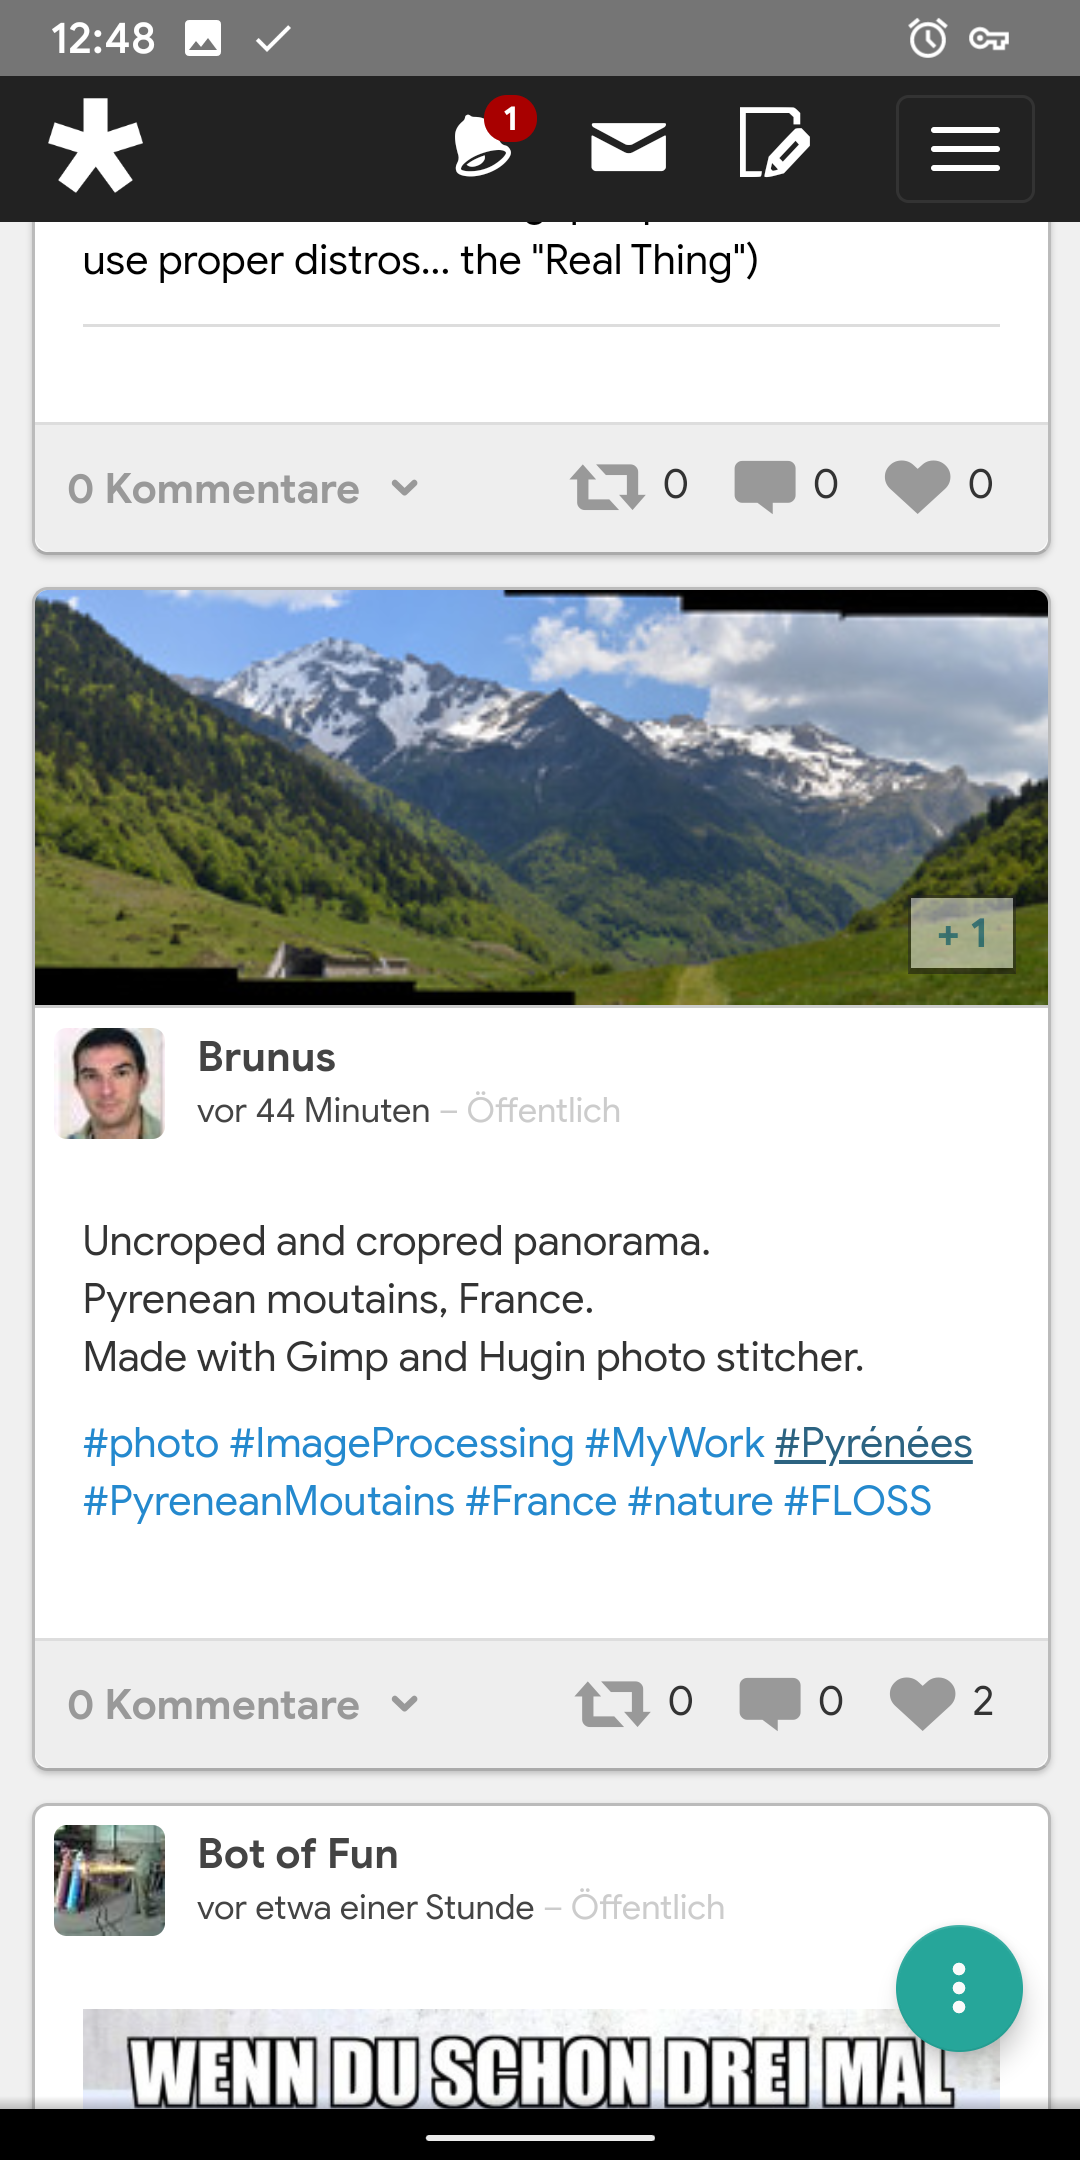 12:48
1
use proper distros... the "Real Thing")
0 Kommentare 0 0 0
+ 1
Brunus
vor 44 Minuten – Öffentlich
Uncroped and cropred panorama.
Pyrenean moutains, France.
Made with Gimp and Hugin photo stitcher.
#photo #ImageProcessing #MyWork #Pyrénées
#PyreneanMoutains #France #nature #FLOSS
0 Kommentare 0 0 2
Bot of Fun
vor etwa einer Stunde – Öffentlich
WENN DU SCHON DREI MAL